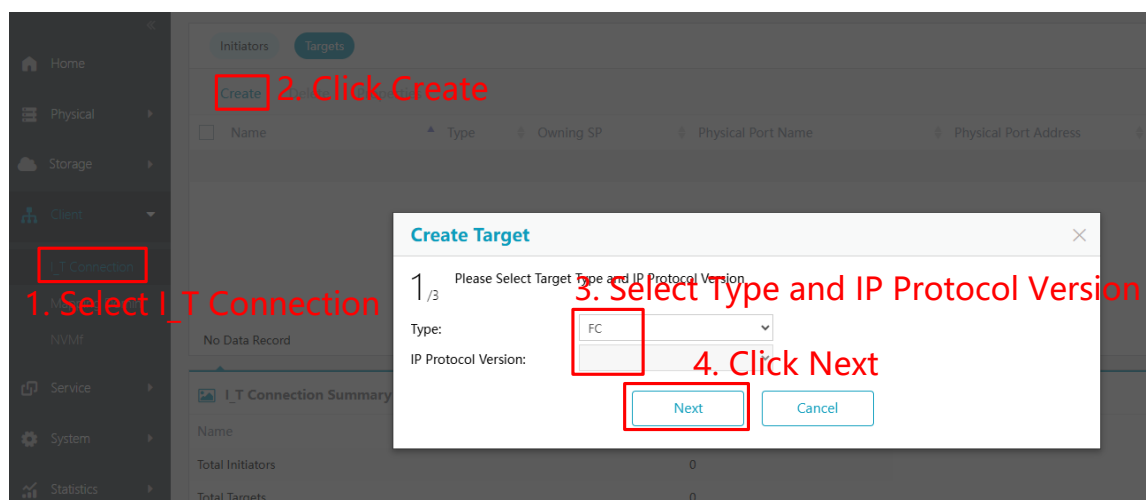 «
Initiators
Targets
Home
Create
2. Click Create
Physical
Name
Type
Owning SP
Physical Port Name
Physical Port Address
Storage
Client
Create Target
I_T Connection
1/3 Please Select Target Type and IP Protocol Version
3. Select Type and IP Protocol Version
1. Select I_T Connection
Type:
FC
NVMf
No Data Record
IP Protocol Version:
4. Click Next
Service
I_T Connection Summary
Next
Cancel
Name
System
Total Initiators
0
Statistics
Total Targets
0